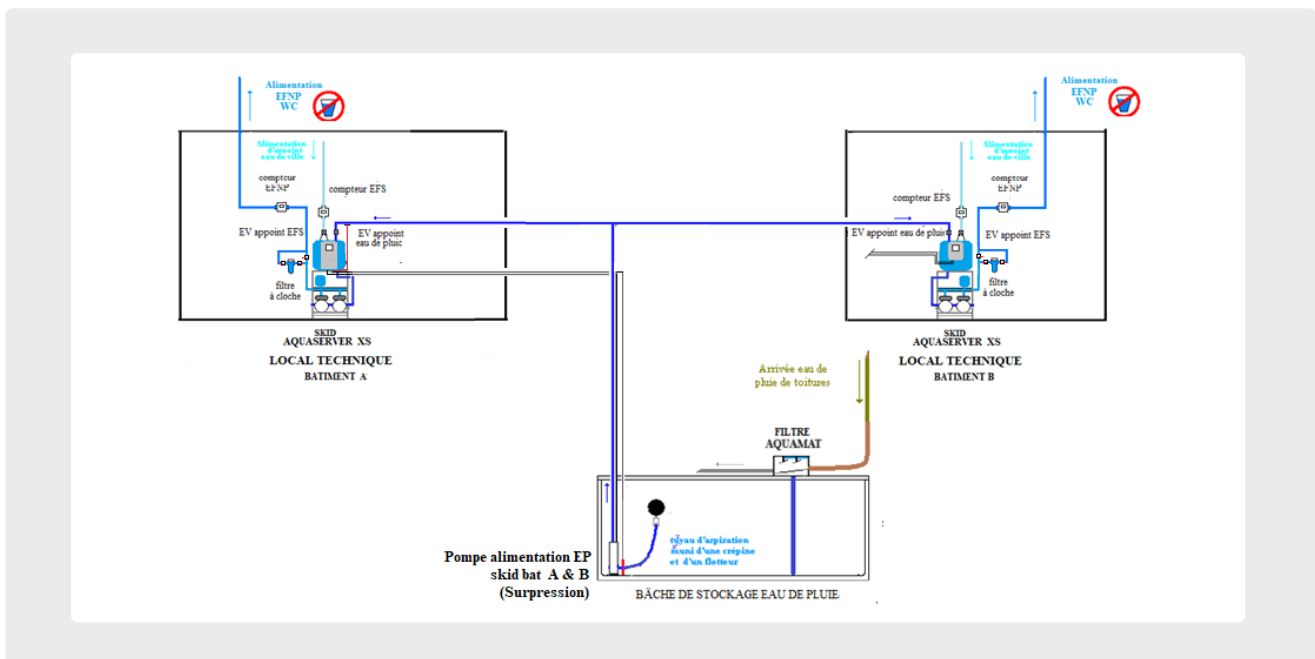 Alimentation
EFNP
WC
Alimentation
d'appoint
eau de ville
compteur
EFNP
compteur EFS
EV appoint EFS
EV appoint
eau de pluie
filtre
à cloche
SKID
AQUASERVER XS
LOCAL TECHNIQUE
BATIMENT A
Alimentation
EFNP
WC
Alimentation
d'appoint
eau de ville
compteur
EFNP
compteur EFS
EV appoint eau de pluie
EV appoint EFS
filtre
à cloche
SKID
AQUASERVER XS
LOCAL TECHNIQUE
BATIMENT B
Arrivée eau de
pluie de toitures
FILTRE
AQUAMAT
tuyau d'aspiration
muni d'une crépine
et d'un flotteur
Pompe alimentation EP
skid bat A & B
(Surpression)
BÂCHE DE STOCKAGE EAU DE PLUIE